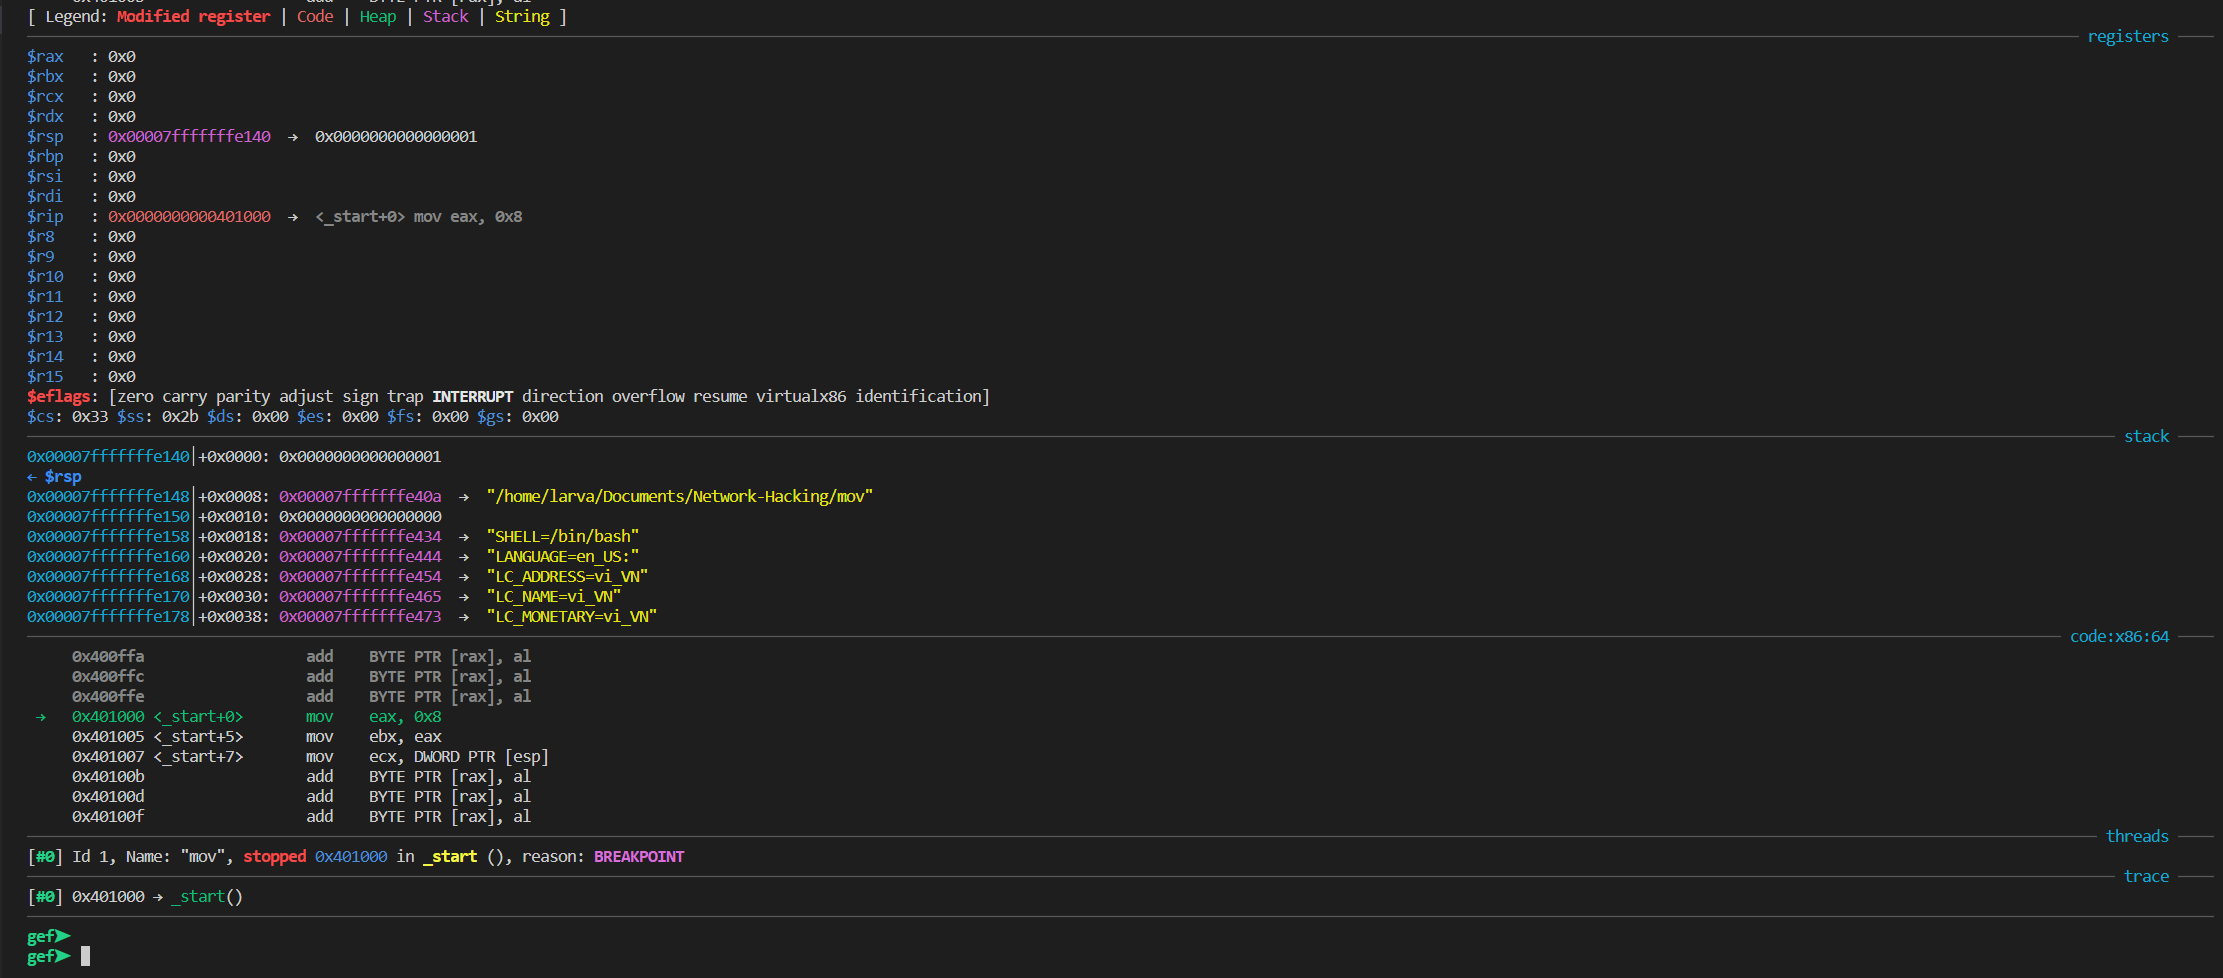 [ Legend: Modified register | Code | Heap | Stack | String ]
registers
$rax   : 0x0
$rbx   : 0x0
$rcx   : 0x0
$rdx   : 0x0
$rsp   : 0x00007fffffffe140  →  0x0000000000000001
$rbp   : 0x0
$rsi   : 0x0
$rdi   : 0x0
$rip   : 0x0000000000401000  →  <_start+0> mov eax, 0x8
$r8    : 0x0
$r9    : 0x0
$r10   : 0x0
$r11   : 0x0
$r12   : 0x0
$r13   : 0x0
$r14   : 0x0
$r15   : 0x0
$eflags: [zero carry parity adjust sign trap INTERRUPT direction overflow resume virtualx86 identification]
$cs: 0x33 $ss: 0x2b $ds: 0x00 $es: 0x00 $fs: 0x00 $gs: 0x00
stack
0x00007fffffffe140│+0x0000: 0x0000000000000001
← $rsp
0x00007fffffffe148│+0x0008: 0x00007fffffffe40a  →  "/home/larva/Documents/Network-Hacking/mov"
0x00007fffffffe150│+0x0010: 0x0000000000000000
0x00007fffffffe158│+0x0018: 0x00007fffffffe434  →  "SHELL=/bin/bash"
0x00007fffffffe160│+0x0020: 0x00007fffffffe444  →  "LANGUAGE=en_US:"
0x00007fffffffe168│+0x0028: 0x00007fffffffe454  →  "LC_ADDRESS=vi_VN"
0x00007fffffffe170│+0x0030: 0x00007fffffffe465  →  "LC_NAME=vi_VN"
0x00007fffffffe178│+0x0038: 0x00007fffffffe473  →  "LC_MONETARY=vi_VN"
code:x86:64
0x400ffa                  add    BYTE PTR [rax], al
0x400ffc                  add    BYTE PTR [rax], al
0x400ffe                  add    BYTE PTR [rax], al
→   0x401000 <_start+0>       mov    eax, 0x8
0x401005 <_start+5>       mov    ebx, eax
0x401007 <_start+7>       mov    ecx, DWORD PTR [esp]
0x40100b                  add    BYTE PTR [rax], al
0x40100d                  add    BYTE PTR [rax], al
0x40100f                  add    BYTE PTR [rax], al
threads
[#0] Id 1, Name: "mov", stopped 0x401000 in _start (), reason: BREAKPOINT
trace
[#0] 0x401000 → _start()
gef➤
gef➤